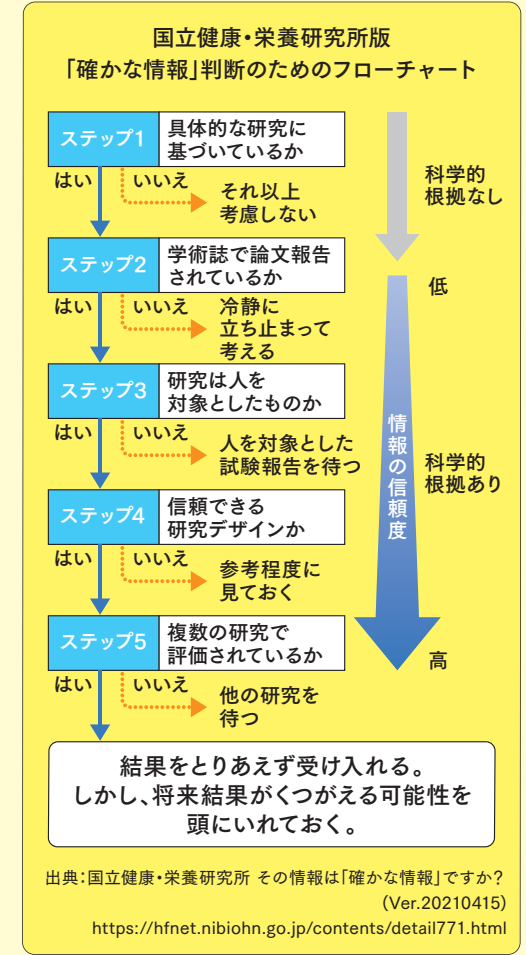 国立健康・栄養研究所版
「確かな情報」判断のためのフローチャート
ステップ1
具体的な研究に
基づいているか
はい
いいえ
それ以上
考慮しない
科学的
根拠なし
ステップ2
学術誌で論文報告
されているか
低
はい
いいえ
冷静に
立ち止まって
考える
ステップ3
研究は人を
対象としたものか
はい
いいえ
人を対象とした
試験報告を待つ
情報の信頼度
科学的
根拠あり
ステップ4
信頼できる
研究デザインか
はい
いいえ
参考程度に
見ておく
ステップ5
複数の研究で
評価されているか
高
はい
いいえ
他の研究を
待つ
結果をとりあえず受け入れる。
しかし、将来結果がくつがえる可能性を
頭にいれておく。
出典:国立健康・栄養研究所 その情報は「確かな情報」ですか?
(Ver.20210415)
https://hfnet.nibiohn.go.jp/contents/detail771.html